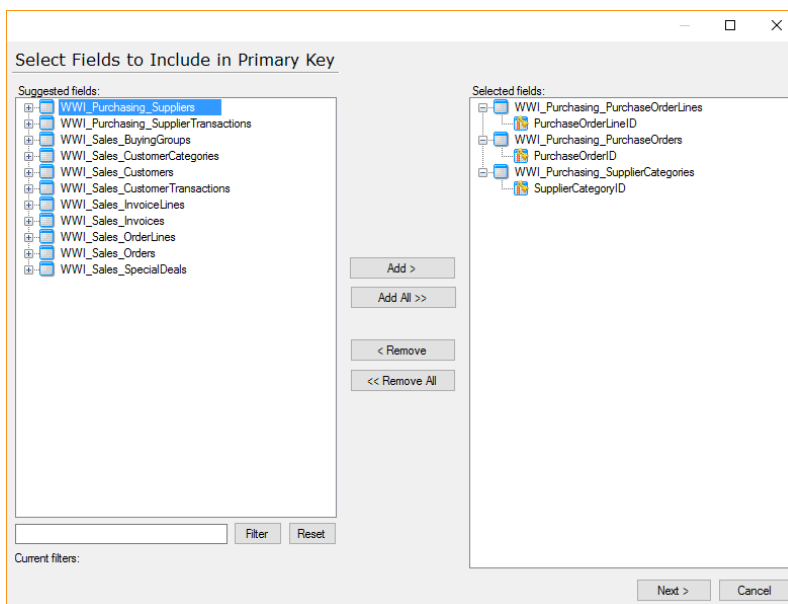 Select Fields to Include in Primary Key
Suggested fields:
WWI_Purchasing_Suppliers
WWI_Purchasing_SupplierTransactions
WWI_Sales_BuyingGroups
WWI_Sales_CustomerCategories
WWI_Sales_Customers
WWI_Sales_CustomerTransactions
WWI_Sales_InvoiceLines
WWI_Sales_Invoices
WWI_Sales_OrderLines
WWI_Sales_Orders
WWI_Sales_SpecialDeals
Filter
Reset
Current filters:
Add >
Add All >>
< Remove
<< Remove All
Selected fields:
WWI_Purchasing_PurchaseOrderLines
PurchaseOrderLineID
WWI_Purchasing_PurchaseOrders
PurchaseOrderID
WWI_Purchasing_SupplierCategories
SupplierCategoryID
Next >
Cancel